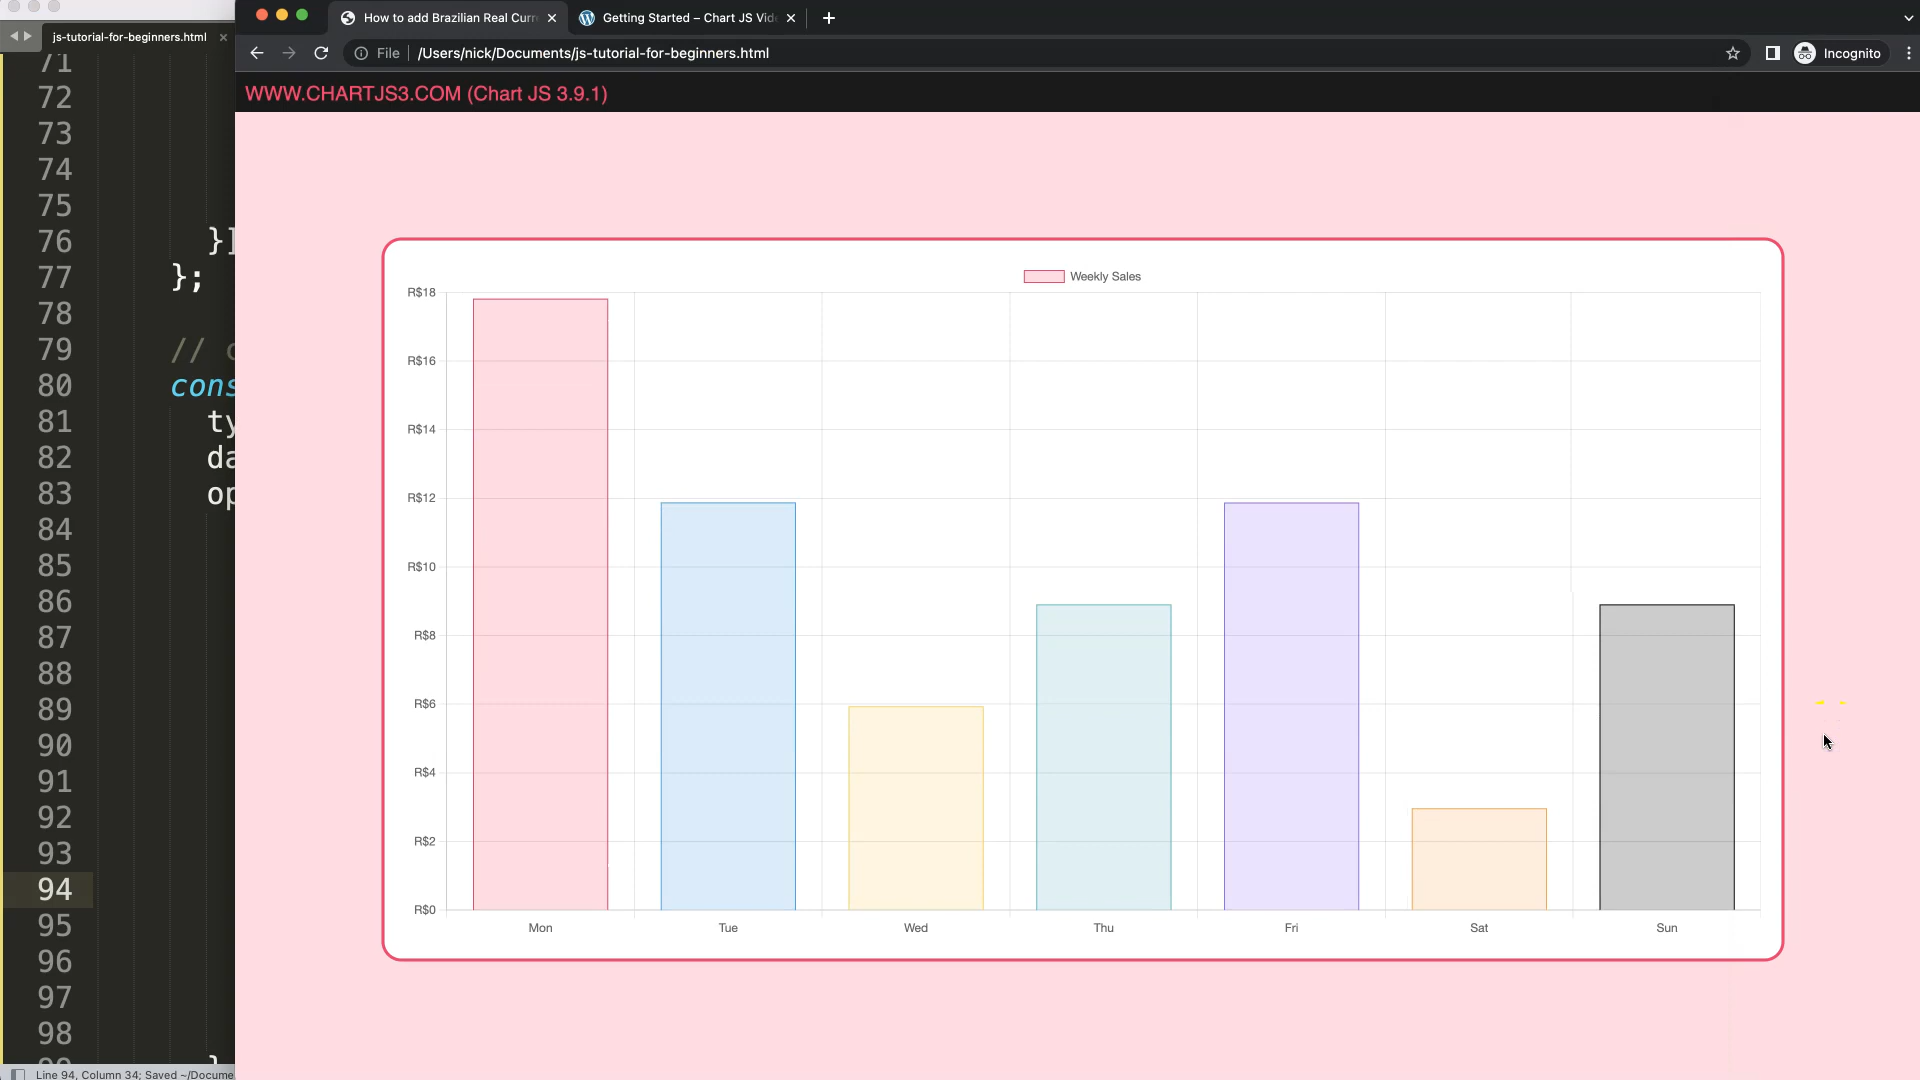 js-tutorial-for-beginners.html
How to add Brazilian Real Curr
Getting Started – Chart JS Vide
File
/Users/nick/Documents/js-tutorial-for-beginners.html
Incognito
WWW.CHARTJS3.COM (Chart JS 3.9.1)
71
72
73
74
75
76 }]
77 };
78
79 // c
80 cons
81 ty
82 da
83 op
84
85
86
87
88
89
90
91
92
93
94
95
96
97
98
Line 94, Column 34; Saved ~/Docume
Weekly Sales
R$18
R$16
R$14
R$12
R$10
R$8
R$6
R$4
R$2
R$0
Mon Tue Wed Thu Fri Sat Sun